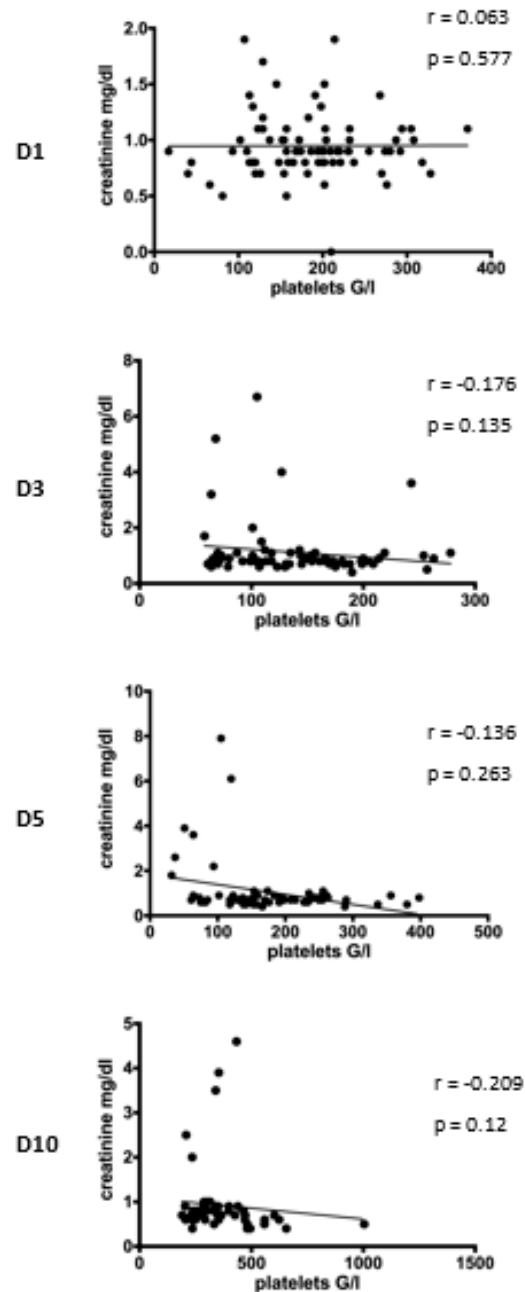 r = 0.063
p = 0.577
D1
creatinine mg/dl
2.0
1.5
1.0
0.5
0.0
0 100 200 300 400
platelets G/l
r = -0.176
p = 0.135
D3
creatinine mg/dl
8
6
4
2
0
0 100 200 300
platelets G/l
r = -0.136
p = 0.263
D5
creatinine mg/dl
10
8
6
4
2
0
0 100 200 300 400 500
platelets G/l
r = -0.209
p = 0.12
D10
creatinine mg/dl
5
4
3
2
1
0
0 500 1000 1500
platelets G/l